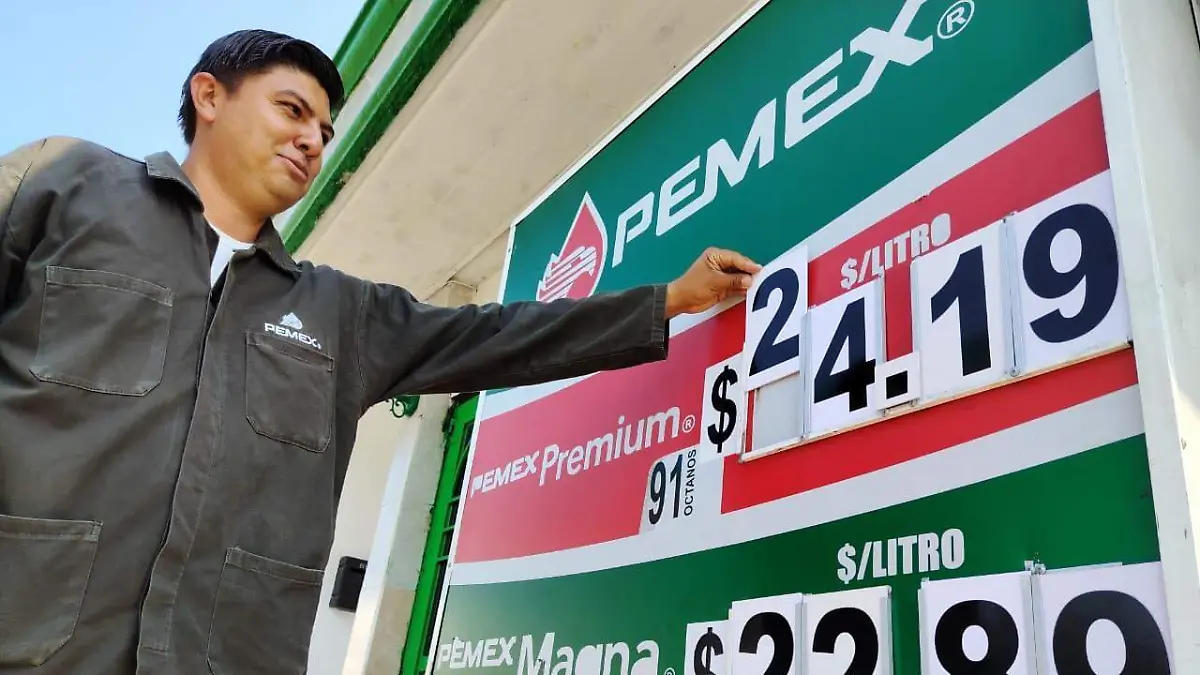 PEMEX®
$/LITRO
PEMEX Premium®
91 OCTANOS
$ 24.19
PEMEX®
$/LITRO
PEMEX Magna®
$ 22.89